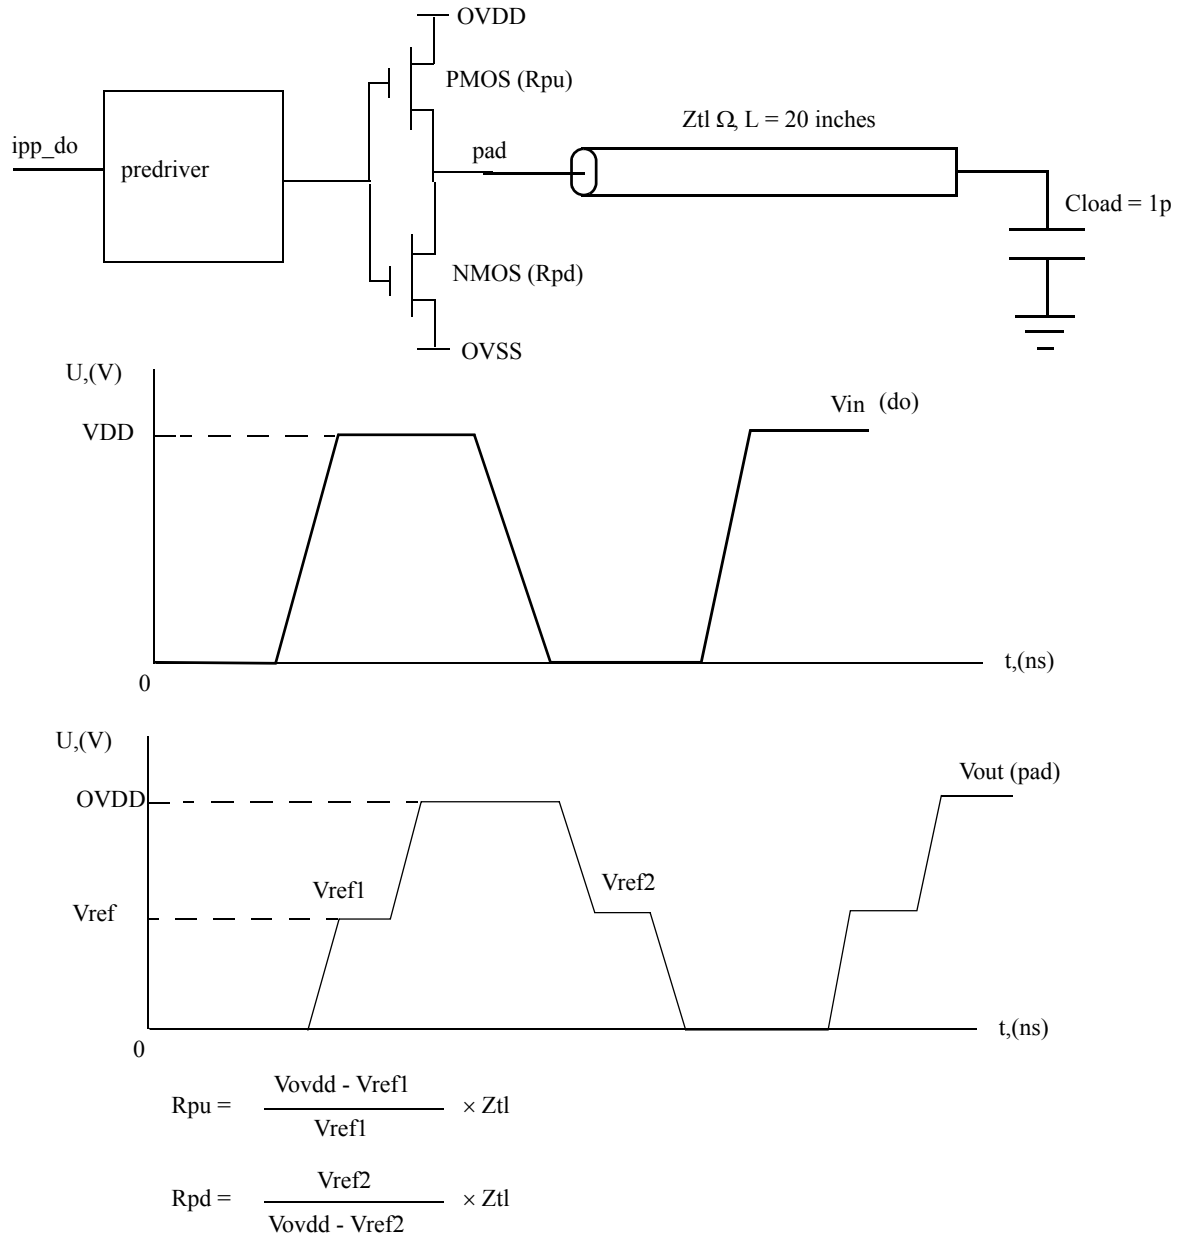 OVDD
PMOS (Rpu)
Ztl Ω, L = 20 inches
ipp_do
predriver
pad
Cload = 1p
NMOS (Rpd)
OVSS
U,(V)
VDD
Vin (do)
t,(ns)
0
U,(V)
OVDD
Vout (pad)
Vref1
Vref2
Vref
t,(ns)
0
Vovdd - Vref1
Rpu = × Ztl
Vref1
Vref2
Rpd = × Ztl
Vovdd - Vref2